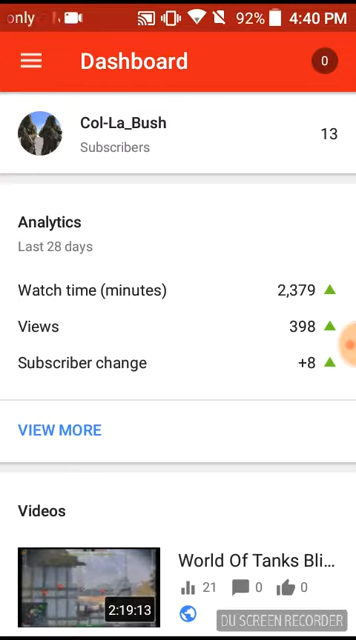 only
92% 4:40 PM
Dashboard
0
Col-La_Bush
Subscribers
13
Analytics
Last 28 days
Watch time (minutes) 2,379
Views 398
Subscriber change +8
VIEW MORE
Videos
2:19:13
World Of Tanks Bli...
21 0 0
DU SCREEN RECORDER